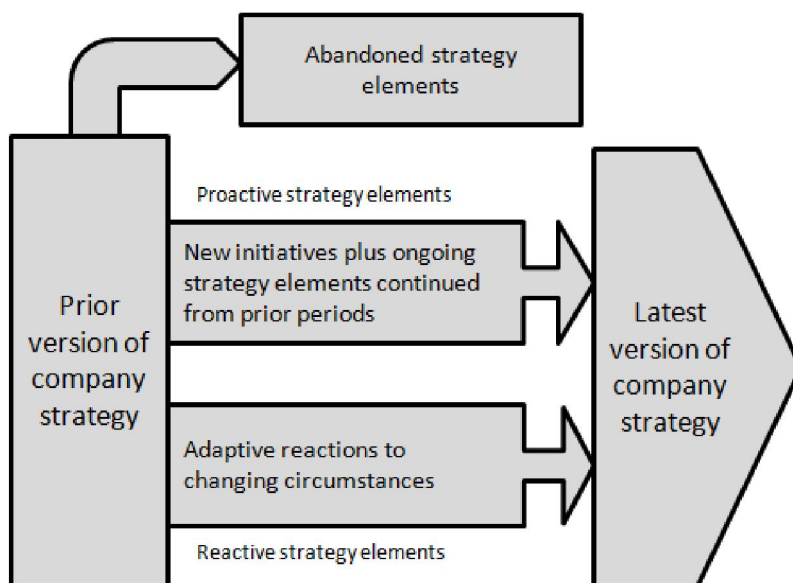 Abandoned strategy
elements
Proactive strategy elements
New initiatives plus ongoing
strategy elements continued
from prior periods
Prior
version of
company
strategy
Latest
version of
company
strategy
Adaptive reactions to
changing circumstances
Reactive strategy elements